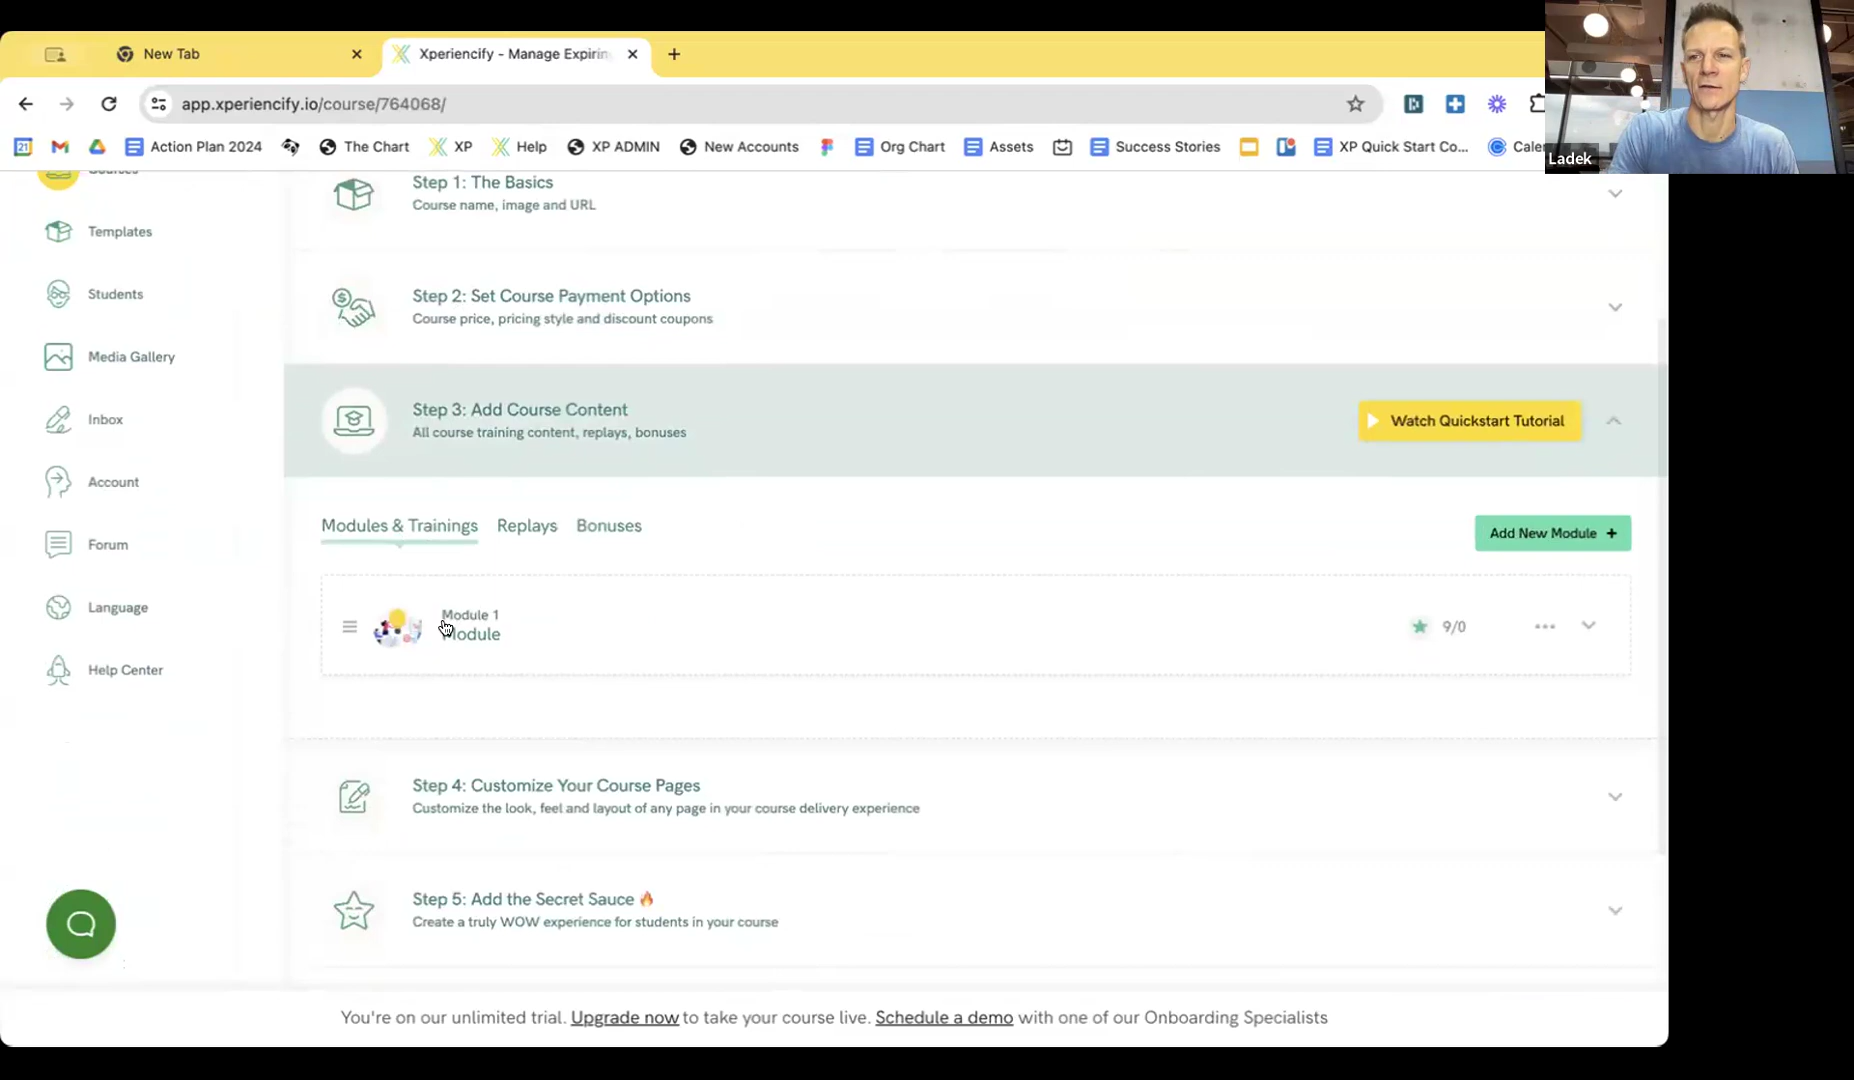 New Tab
Xperiencify - Manage Expirin
app.xperiencify.io/course/764068/
Action Plan 2024
The Chart
XP
Help
XP ADMIN
New Accounts
Org Chart
Assets
Success Stories
XP Quick Start Co...
Caler
Ladek
Courses
Templates
Students
Media Gallery
Inbox
Account
Forum
Language
Help Center
Step 1: The Basics
Course name, image and URL
Step 2: Set Course Payment Options
Course price, pricing style and discount coupons
Step 3: Add Course Content
All course training content, replays, bonuses
Watch Quickstart Tutorial
Modules & Trainings
Replays
Bonuses
Add New Module +
Module 1
Module
9/0
Step 4: Customize Your Course Pages
Customize the look, feel and layout of any page in your course delivery experience
Step 5: Add the Secret Sauce 🔥
Create a truly WOW experience for students in your course
You're on our unlimited trial. Upgrade now to take your course live. Schedule a demo with one of our Onboarding Specialists